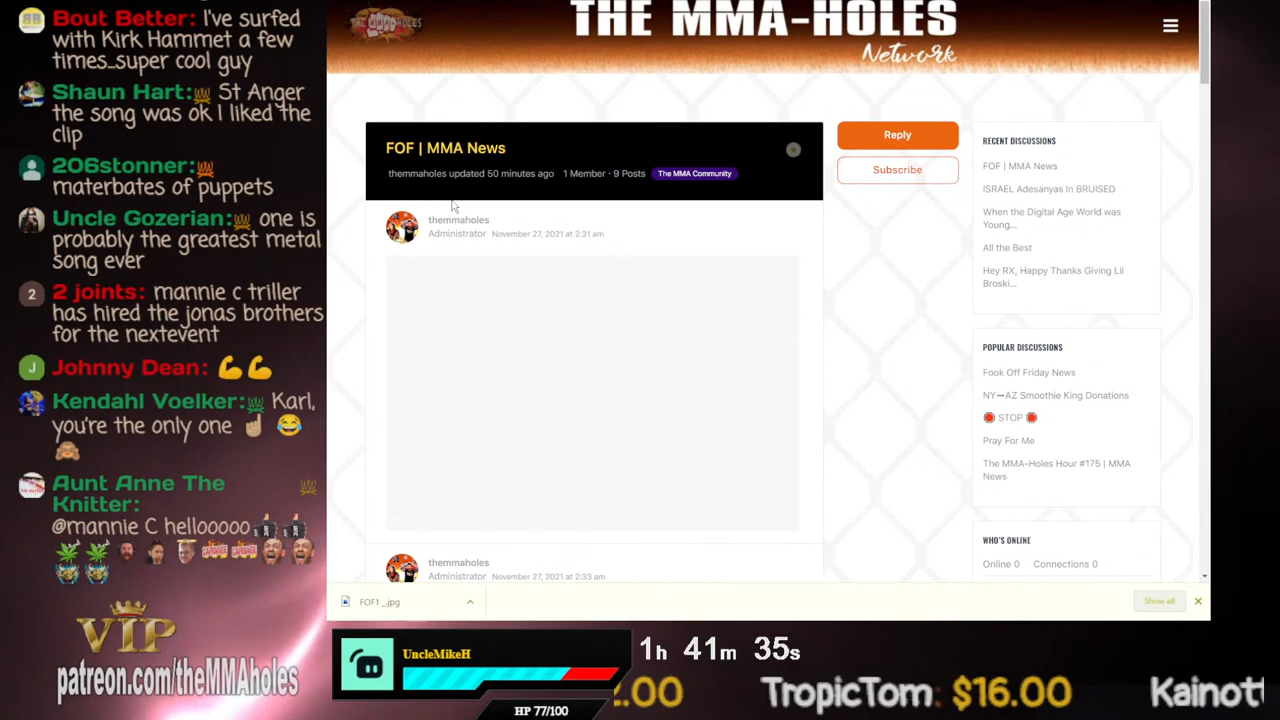 Bout Better: I've surfed
with Kirk Hammet a few
times...super cool guy
Shaun Hart: St Anger
the song was ok I liked the
clip
206stonner:
materbates of puppets
Uncle Gozerian: one is
probably the greatest metal
song ever
2 joints: mannie c triller
has hired the jonas brothers
for the nextevent
Johnny Dean:
Kendahl Voelker: Karl,
you're the only one
Aunt Anne The
Knitter:
@mannie C hellooooo
VIP
patreon.com/theMMAholes
THE MMA-HOLES
Network
FOF | MMA News
themmaholes updated 50 minutes ago 1 Member · 9 Posts The MMA Community
themmaholes
Administrator November 27, 2021 at 2:31 am
themmaholes
Administrator November 27, 2021 at 2:33 am
Reply
Subscribe
RECENT DISCUSSIONS
FOF | MMA News
ISRAEL Adesanyas In BRUISED
When the Digital Age World was
Young...
All the Best
Hey RX, Happy Thanks Giving Lil
Broski...
POPULAR DISCUSSIONS
Fook Off Friday News
NY—AZ Smoothie King Donations
STOP
Pray For Me
The MMA-Holes Hour #175 | MMA
News
WHO'S ONLINE
Online 0 Connections 0
FOF1_.jpg
Show all
UncleMikeH
HP 77/100
1h 41m 35s
2.00 TropicTom: $16.00